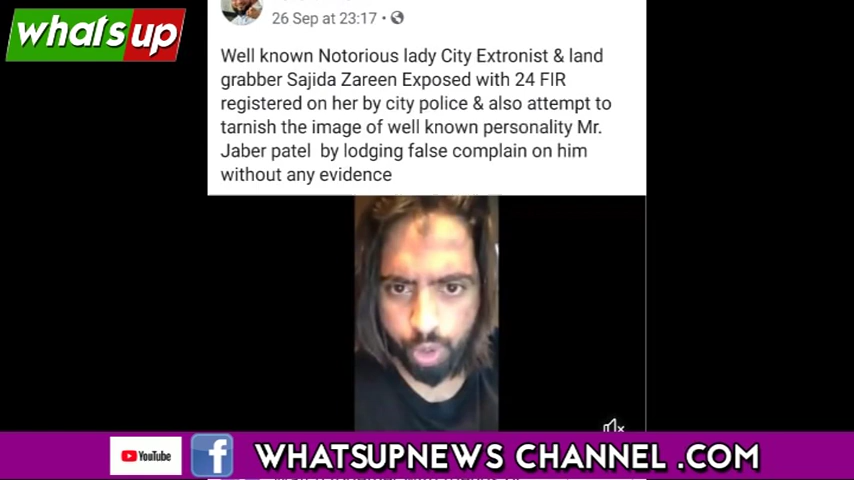 what's up
26 Sep at 23:17 •
Well known Notorious lady City Extronist & land
grabber Sajida Zareen Exposed with 24 FIR
registered on her by city police & also attempt to
tarnish the image of well known personality Mr.
Jaber patel by lodging false complain on him
without any evidence
YouTube
WHATSUPNEWS CHANNEL .COM